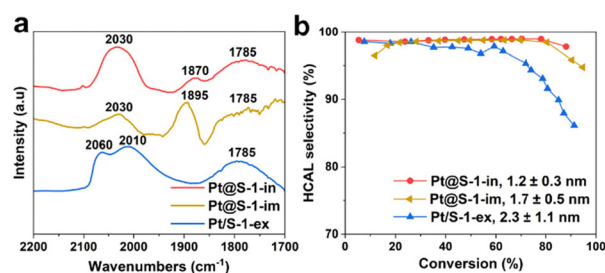 a
2030
1870
1785
2030
1895
1785
2060 2010
1785
Pt@S-1-in
Pt@S-1-im
Pt/S-1-ex
Intensity (a.u)
2200 2100 2000 1900 1800 1700
Wavenumbers (cm⁻¹)
b
100
90
80
70
HCAL selectivity (%)
Pt@S-1-in, 1.2 ± 0.3 nm
Pt@S-1-im, 1.7 ± 0.5 nm
Pt/S-1-ex, 2.3 ± 1.1 nm
0 20 40 60 80 100
Conversion (%)